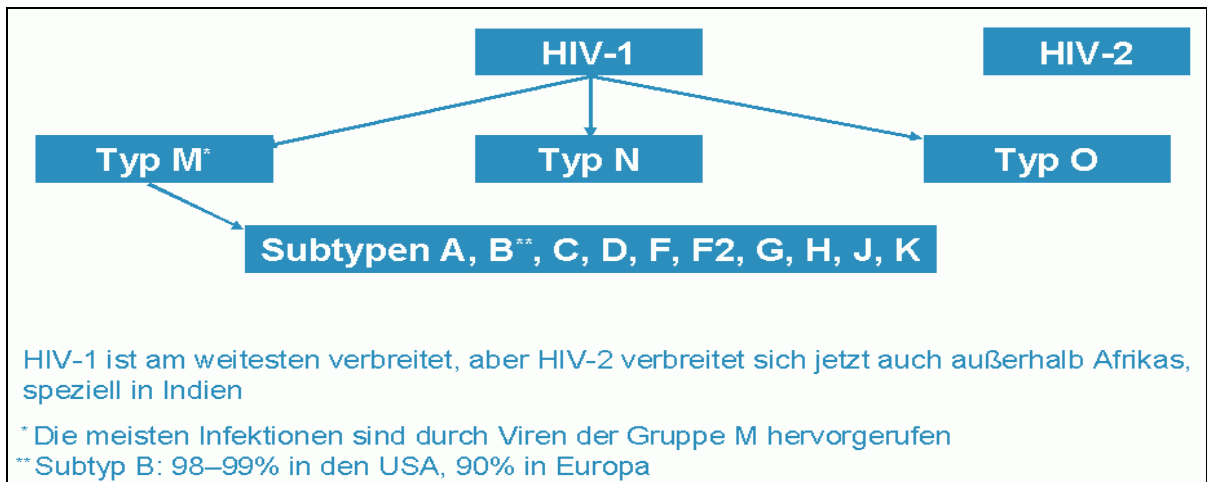 HIV-1
HIV-2
Typ M*
Typ N
Typ O
Subtypen A, B**, C, D, F, F2, G, H, J, K
HIV-1 ist am weitesten verbreitet, aber HIV-2 verbreitet sich jetzt auch außerhalb Afrikas,
speziell in Indien
*Die meisten Infektionen sind durch Viren der Gruppe M hervorgerufen
**Subtyp B: 98–99% in den USA, 90% in Europa